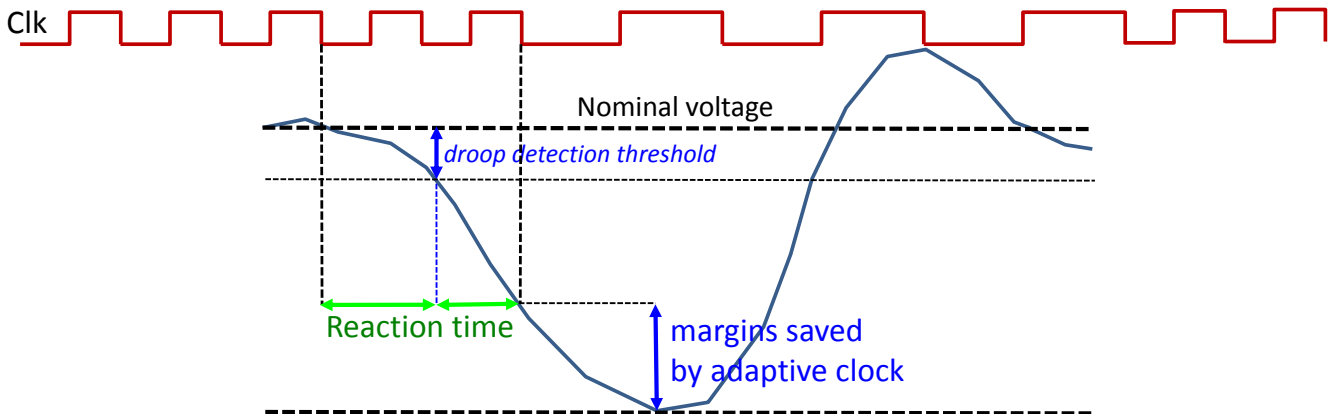 Clk
Nominal voltage
droop detection threshold
Reaction time
margins saved
by adaptive clock